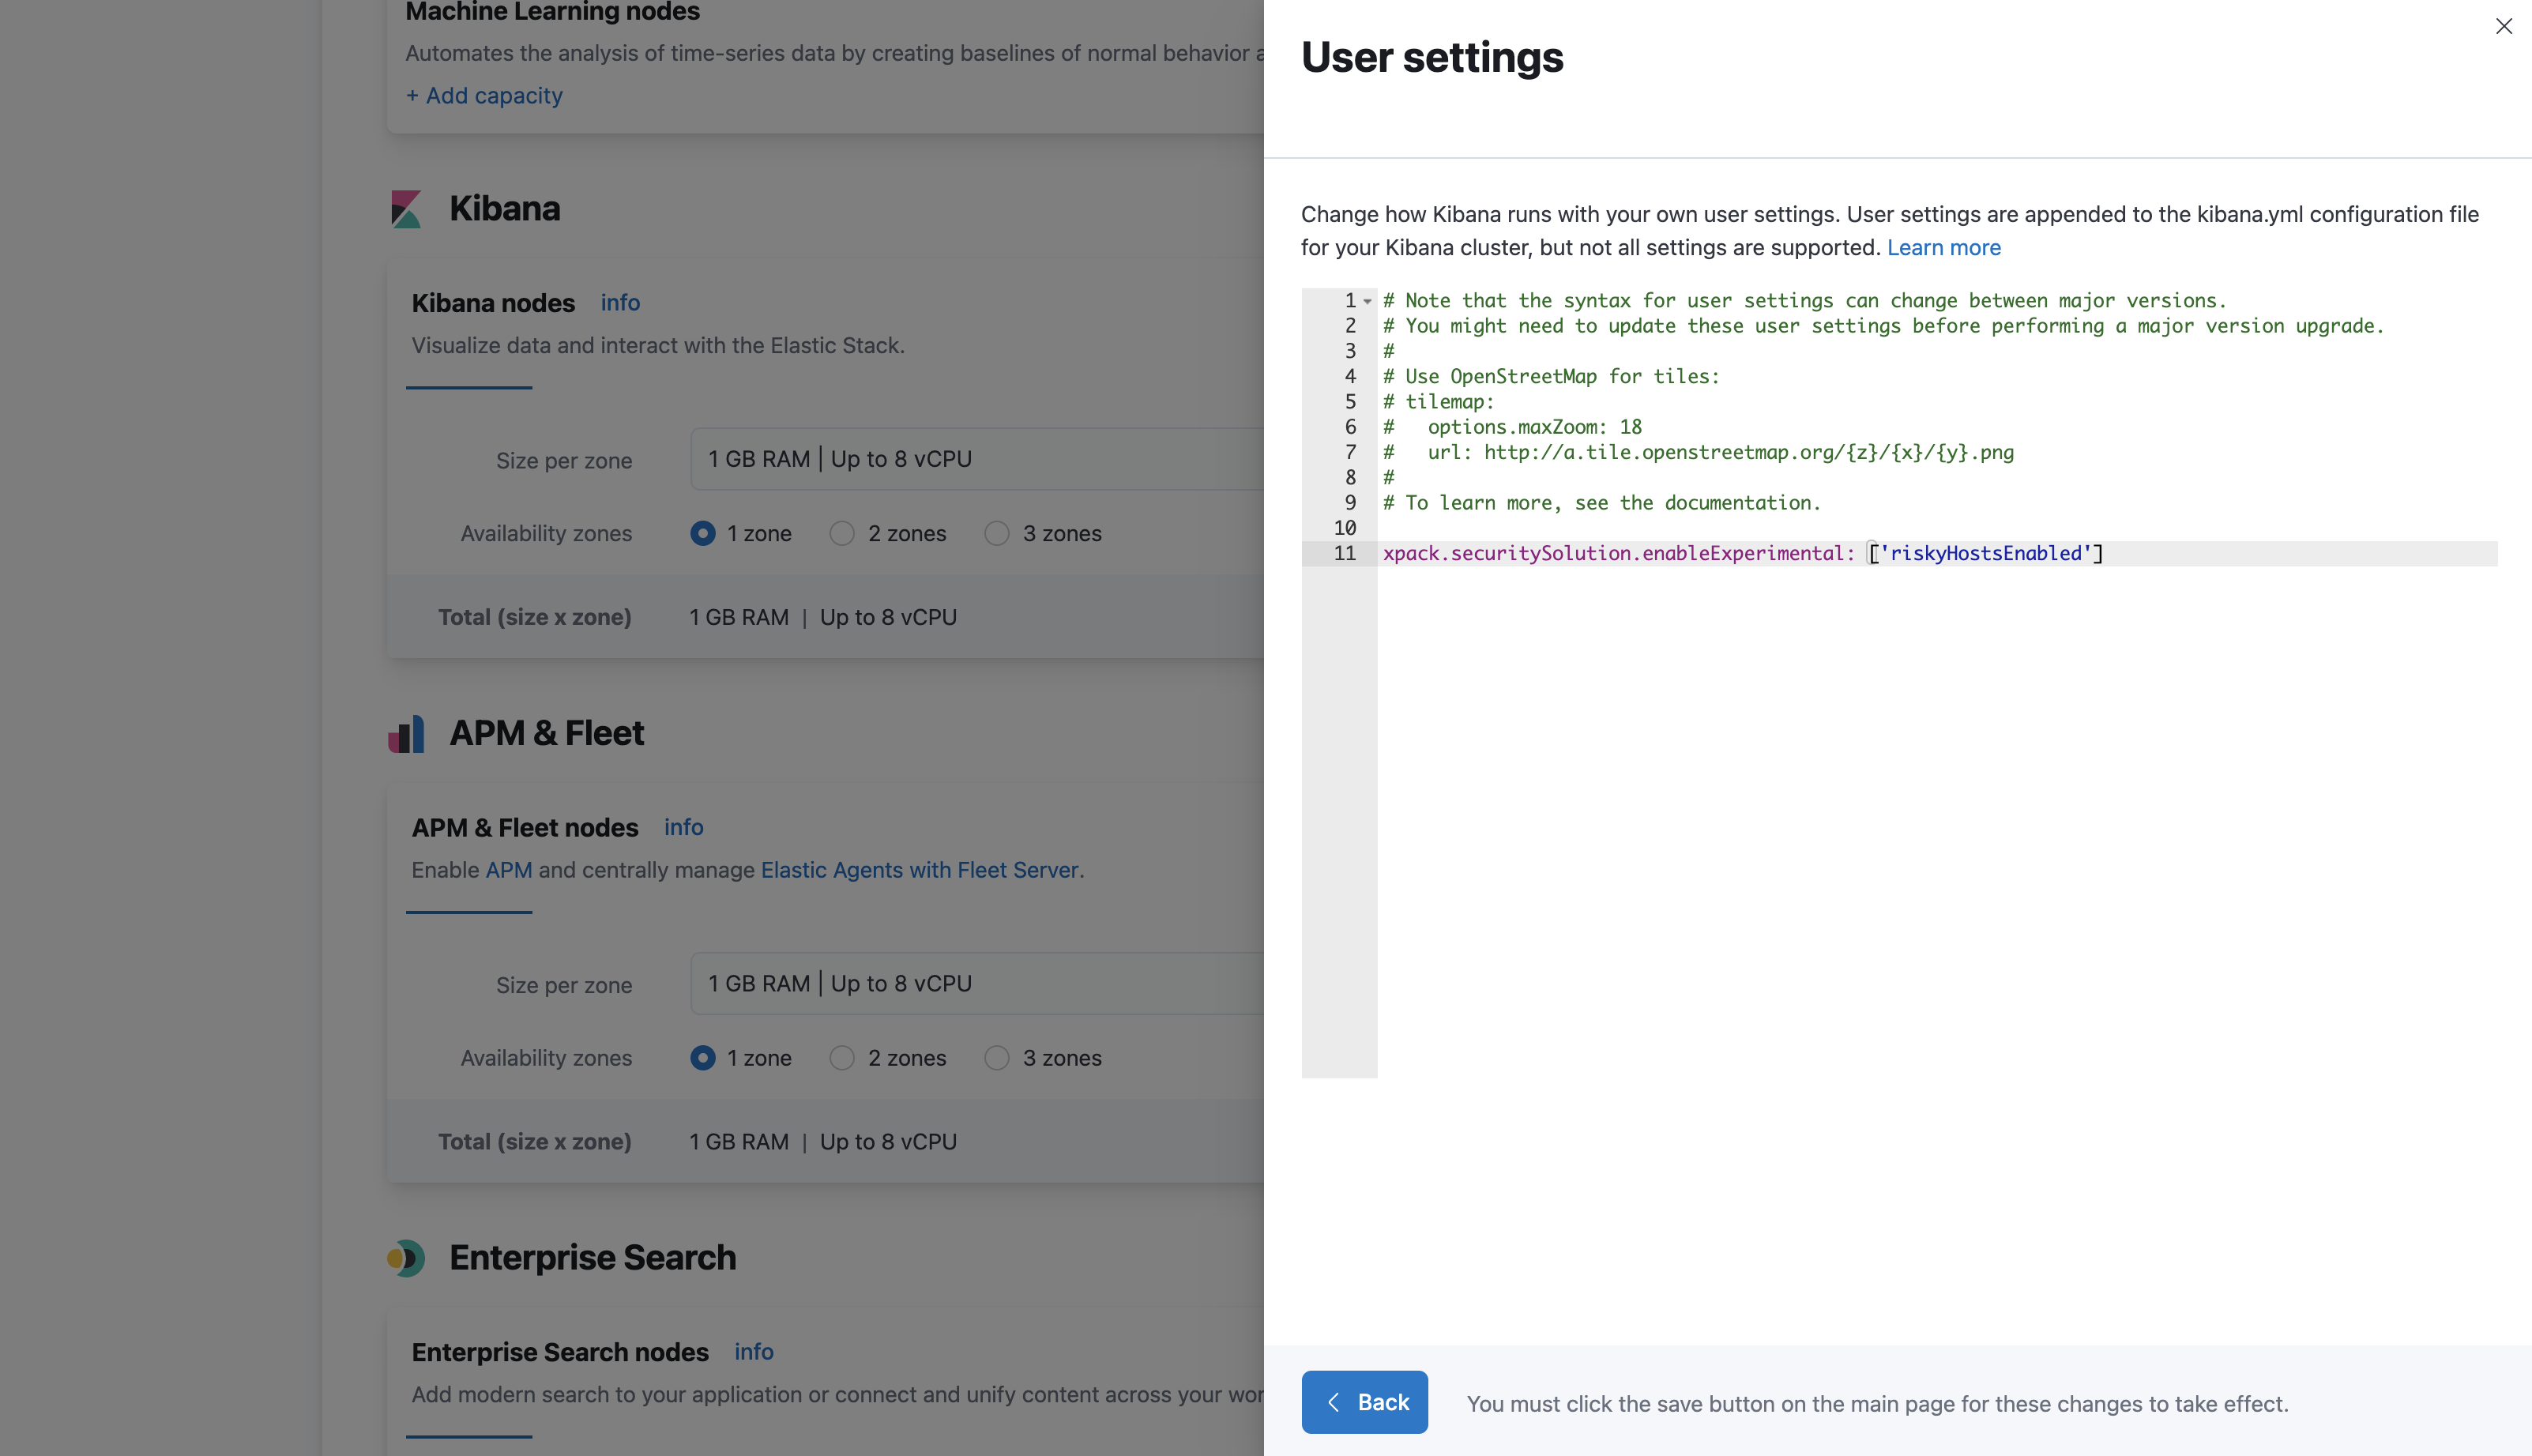 Machine Learning nodes
Automates the analysis of time-series data by creating baselines of normal behavior a
+ Add capacity
Kibana
Kibana nodes info
Visualize data and interact with the Elastic Stack.
Size per zone 1 GB RAM | Up to 8 vCPU
Availability zones 1 zone 2 zones 3 zones
Total (size x zone) 1 GB RAM | Up to 8 vCPU
APM & Fleet
APM & Fleet nodes info
Enable APM and centrally manage Elastic Agents with Fleet Server.
Size per zone 1 GB RAM | Up to 8 vCPU
Availability zones 1 zone 2 zones 3 zones
Total (size x zone) 1 GB RAM | Up to 8 vCPU
Enterprise Search
Enterprise Search nodes info
Add modern search to your application or connect and unify content across your wor
User settings
Change how Kibana runs with your own user settings. User settings are appended to the kibana.yml configuration file
for your Kibana cluster, but not all settings are supported. Learn more
1 # Note that the syntax for user settings can change between major versions.
2 # You might need to update these user settings before performing a major version upgrade.
3 #
4 # Use OpenStreetMap for tiles:
5 # tilemap:
6 #   options.maxZoom: 18
7 #   url: http://a.tile.openstreetmap.org/{z}/{x}/{y}.png
8 #
9 # To learn more, see the documentation.
10
11 xpack.securitySolution.enableExperimental: ['riskyHostsEnabled']
Back You must click the save button on the main page for these changes to take effect.